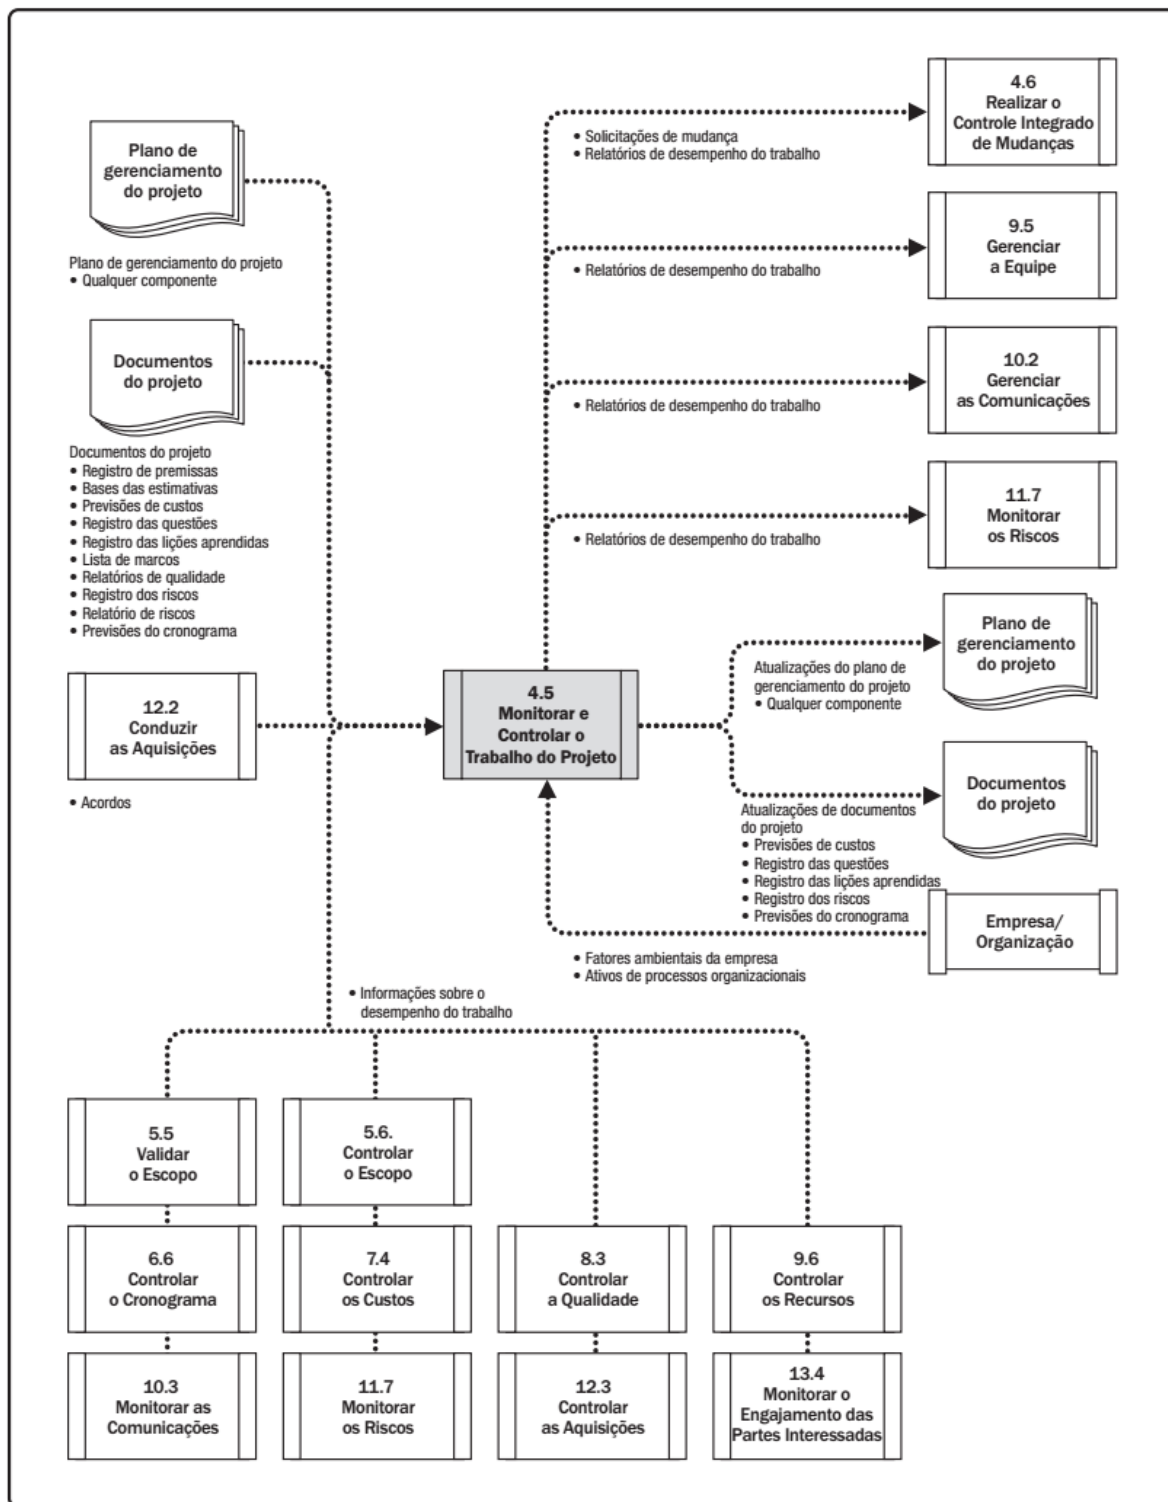 4.6
Realizar o
Controle Integrado
de Mudanças
• Solicitações de mudança
• Relatórios de desempenho do trabalho
Plano de
gerenciamento
do projeto
Plano de gerenciamento do projeto
• Qualquer componente
9.5
Gerenciar
a Equipe
• Relatórios de desempenho do trabalho
Documentos
do projeto
10.2
Gerenciar
as Comunicações
• Relatórios de desempenho do trabalho
Documentos do projeto
• Registro de premissas
• Bases das estimativas
• Previsões de custos
• Registro das questões
• Registro das lições aprendidas
• Lista de marcos
• Relatórios de qualidade
• Registro dos riscos
• Relatório de riscos
• Previsões do cronograma
11.7
Monitorar
os Riscos
• Relatórios de desempenho do trabalho
12.2
Conduzir
as Aquisições
• Acordos
4.5
Monitorar e
Controlar o
Trabalho do Projeto
Plano de
gerenciamento
do projeto
Atualizações do plano de
gerenciamento do projeto
• Qualquer componente
Documentos
do projeto
Atualizações de documentos
do projeto
• Previsões de custos
• Registro das questões
• Registro das lições aprendidas
• Registro dos riscos
• Previsões do cronograma
Empresa/
Organização
• Fatores ambientais da empresa
• Ativos de processos organizacionais
• Informações sobre o
desempenho do trabalho
5.5
Validar
o Escopo
5.6.
Controlar
o Escopo
6.6
Controlar
o Cronograma
7.4
Controlar
os Custos
8.3
Controlar
a Qualidade
9.6
Controlar
os Recursos
10.3
Monitorar as
Comunicações
11.7
Monitorar
os Riscos
12.3
Controlar
as Aquisições
13.4
Monitorar o
Engajamento das
Partes Interessadas